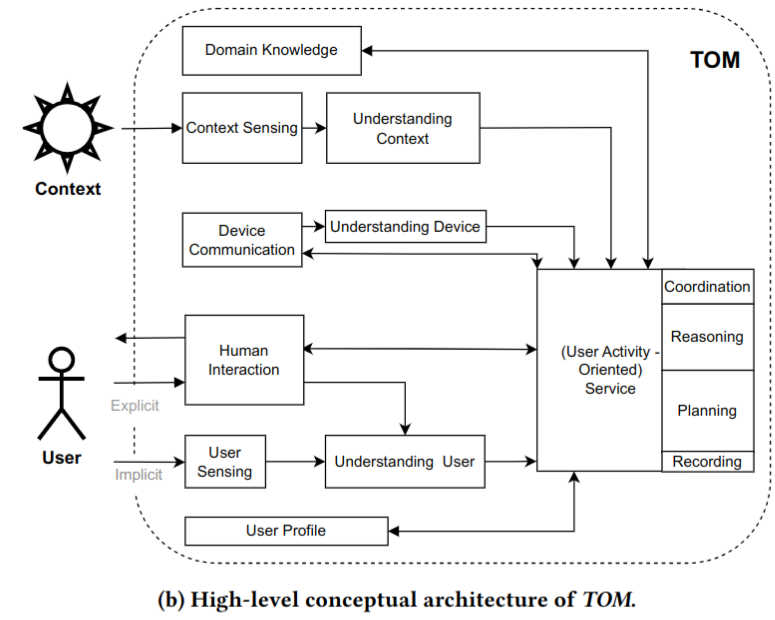 Domain Knowledge
TOM
Context Sensing
Understanding
Context
Context
Device
Communication
Understanding Device
Coordination
Reasoning
Planning
Recording
(User Activity -
Oriented)
Service
Human
Interaction
Explicit
User
Implicit
User
Sensing
Understanding User
User Profile
(b) High-level conceptual architecture of TOM.